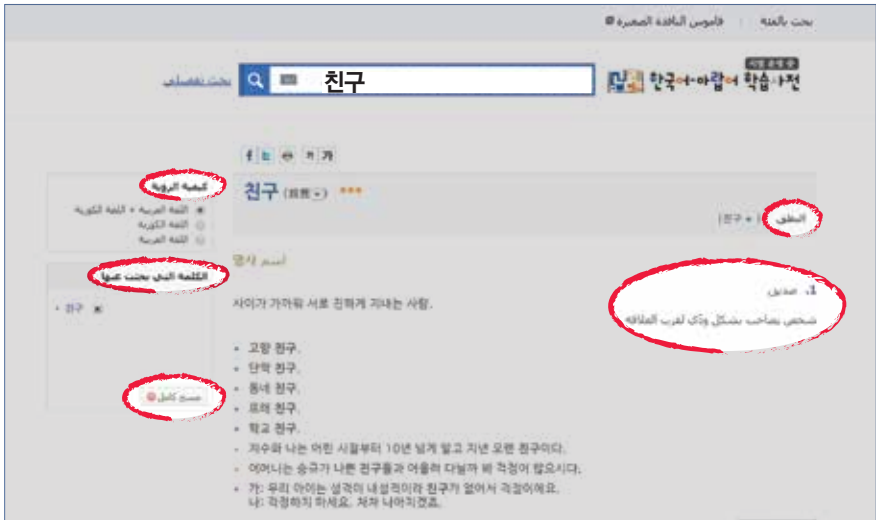 بحث بالفئة
قاموس النافذة الصغيرة
한국어-아랍어 학습사전
친구
بحث تفصيلي
친구 (親舊▼) ***
النطق [친구▼]
كيفية الرؤية
اللغة العربية + اللغة الكورية
اللغة الكورية
اللغة العربية
الكلمة التي بحثت عنها
친구
مسح كامل
명사 اسم
1. صديق
사이가 가까워 서로 친하게 지내는 사람.
شخص يصاحب بشكل ودّي لقرب العلاقة
고향 친구.
단짝 친구.
동네 친구.
또래 친구.
학교 친구.
지수와 나는 어린 시절부터 10년 넘게 알고 지낸 오랜 친구이다.
어머니는 승규가 나쁜 친구들과 어울려 다닐까 봐 걱정이 많으시다.
가: 우리 아이는 성격이 내성적이라 친구가 없어서 걱정이에요.
나: 걱정하지 마세요. 차차 나아지겠죠.